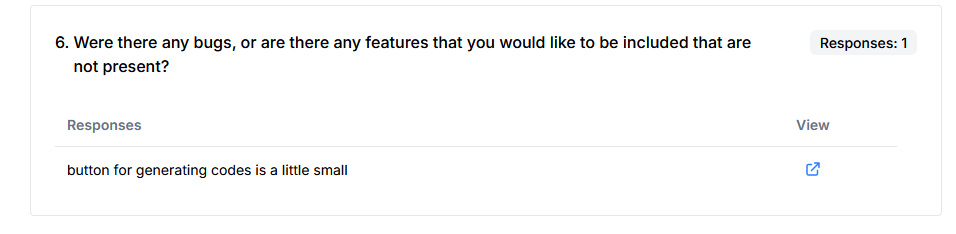 6. Were there any bugs, or are there any features that you would like to be included that are
not present?
Responses: 1
Responses
View
button for generating codes is a little small